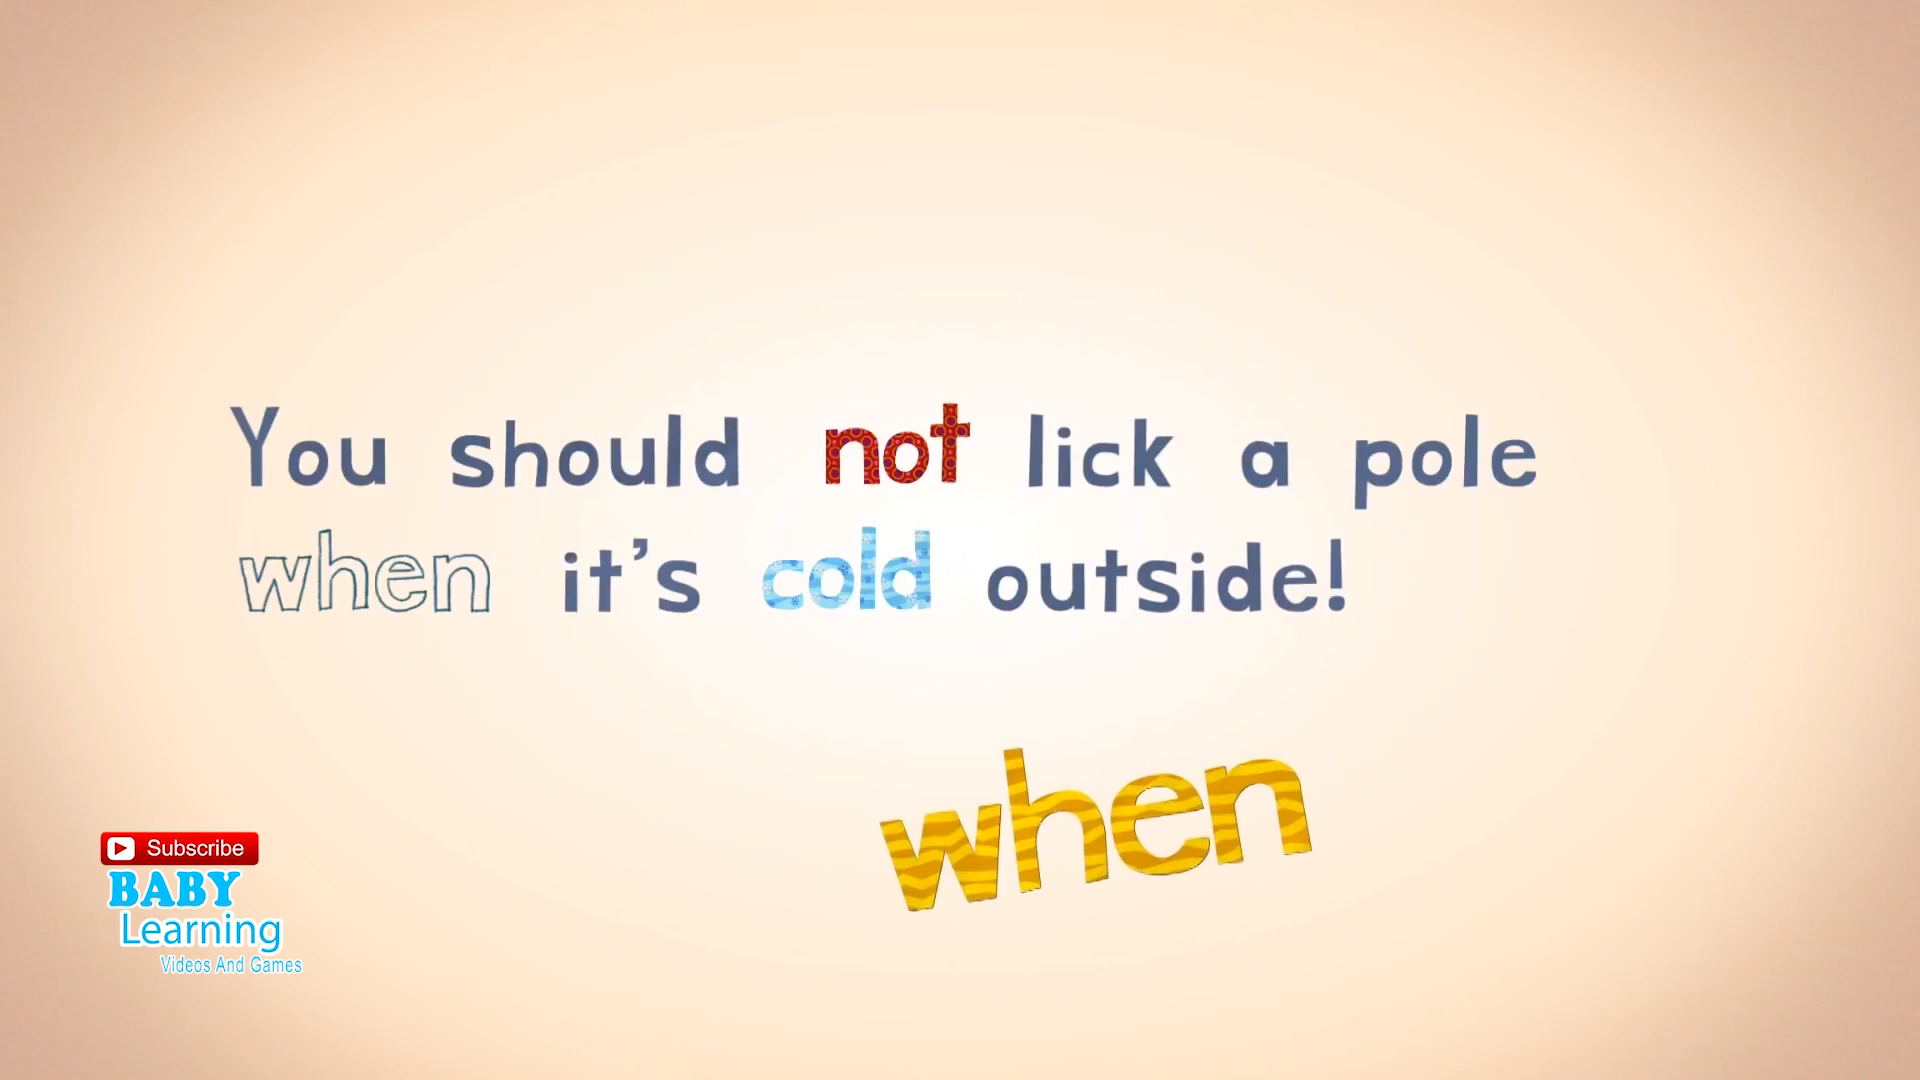 You should not lick a pole
when it's cold outside!
when
Subscribe
BABY
Learning
Videos And Games